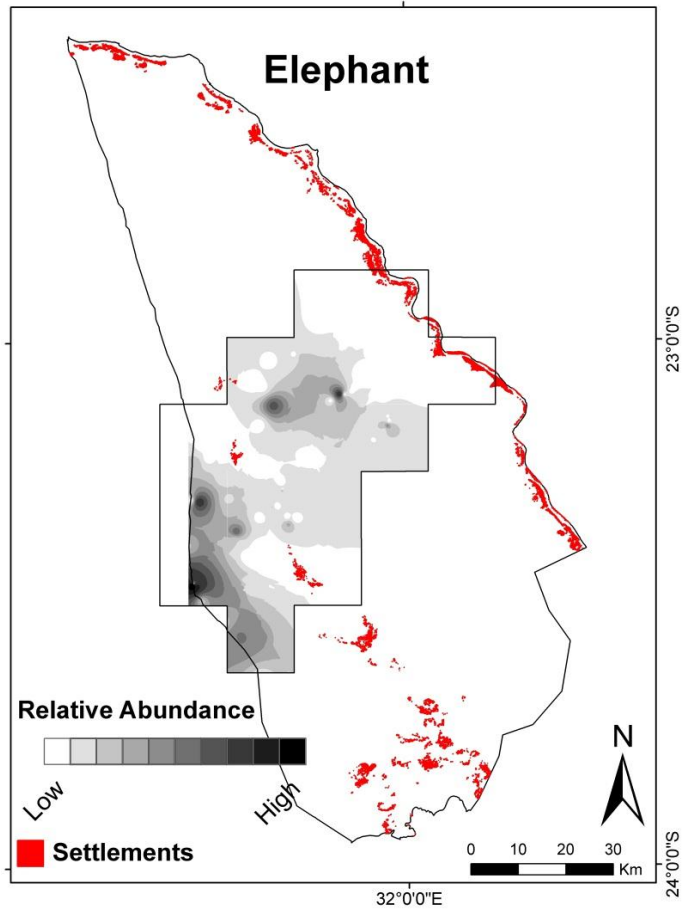 Elephant
23°0'0"S
Relative Abundance
Low
High
Settlements
N
0 10 20 30
Km
24°0'0"S
32°0'0"E